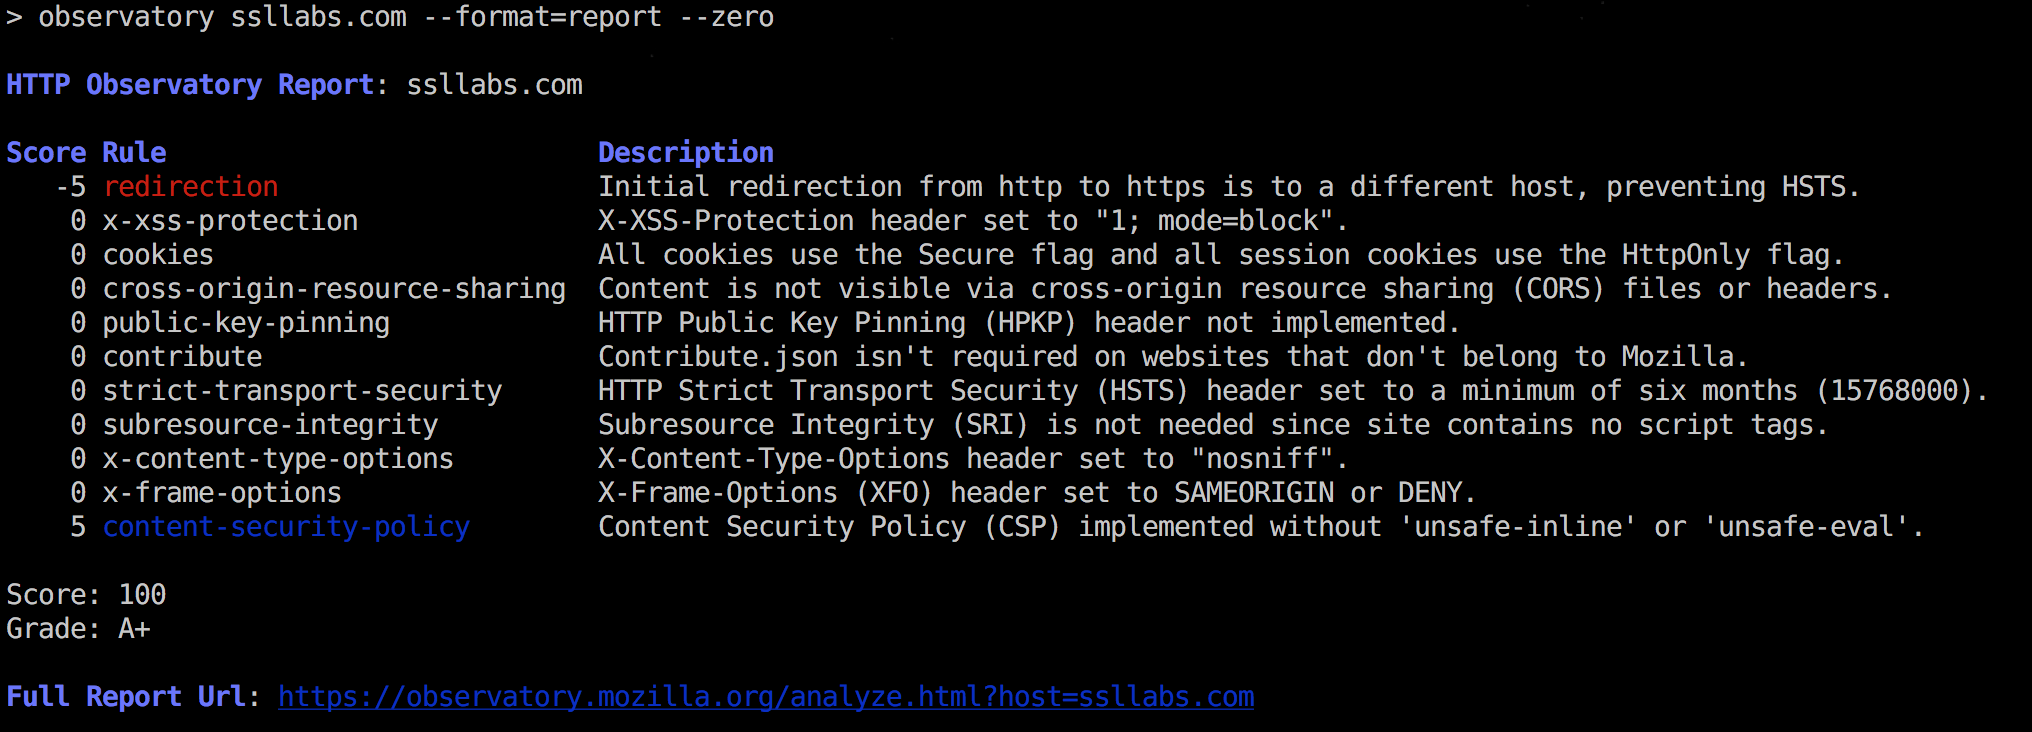 > observatory ssllabs.com --format=report --zero
HTTP Observatory Report: ssllabs.com
Score Rule Description
-5 redirection Initial redirection from http to https is to a different host, preventing HSTS.
0 x-xss-protection X-XSS-Protection header set to "1; mode=block".
0 cookies All cookies use the Secure flag and all session cookies use the HttpOnly flag.
0 cross-origin-resource-sharing Content is not visible via cross-origin resource sharing (CORS) files or headers.
0 public-key-pinning HTTP Public Key Pinning (HPKP) header not implemented.
0 contribute Contribute.json isn't required on websites that don't belong to Mozilla.
0 strict-transport-security HTTP Strict Transport Security (HSTS) header set to a minimum of six months (15768000).
0 subresource-integrity Subresource Integrity (SRI) is not needed since site contains no script tags.
0 x-content-type-options X-Content-Type-Options header set to "nosniff".
0 x-frame-options X-Frame-Options (XFO) header set to SAMEORIGIN or DENY.
5 content-security-policy Content Security Policy (CSP) implemented without 'unsafe-inline' or 'unsafe-eval'.
Score: 100
Grade: A+
Full Report Url: https://observatory.mozilla.org/analyze.html?host=ssllabs.com